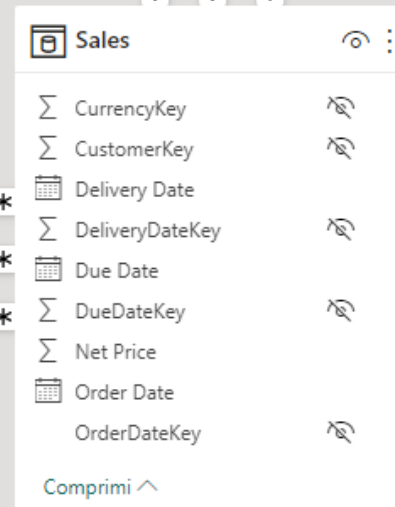 Sales
CurrencyKey
CustomerKey
Delivery Date
DeliveryDateKey
Due Date
DueDateKey
Net Price
Order Date
OrderDateKey
Comprimi